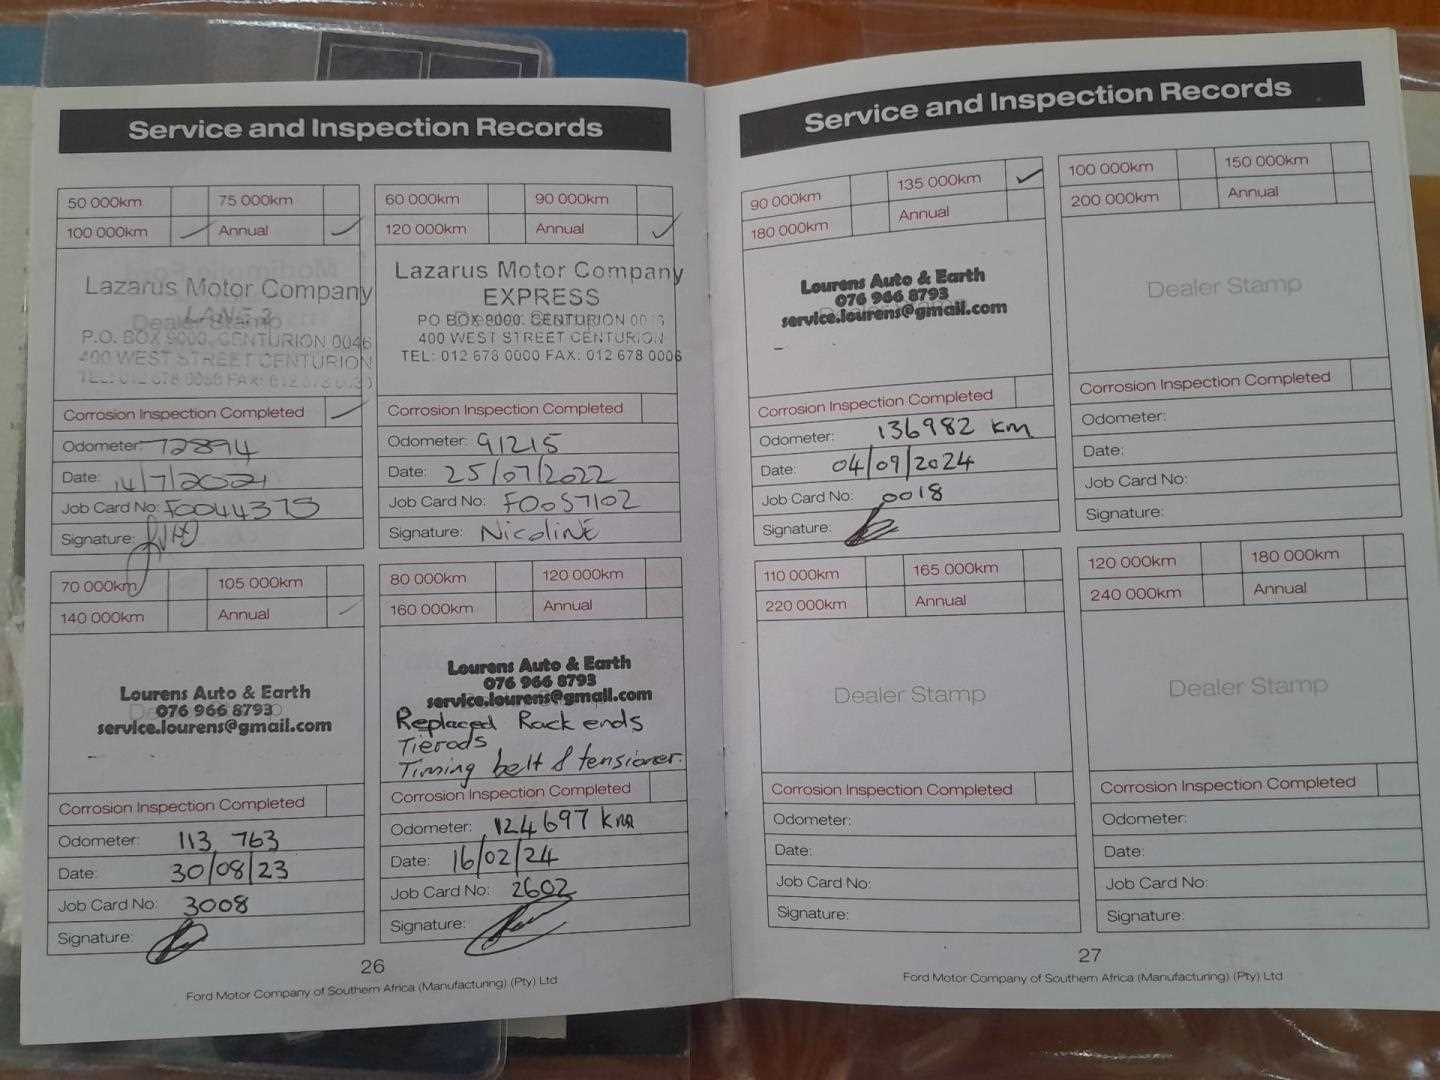 Service and Inspection Records
50 000km 75 000km
100 000km Annual
Lazarus Motor Company
LANE 3
Dealer Stamp
P.O. BOX 9000, CENTURION 0046
400 WEST STREET CENTURION
Corrosion Inspection Completed
Odometer: 72894
Date: 14/7/2021
Job Card No: F0044375
Signature:
60 000km 90 000km
120 000km Annual
Lazarus Motor Company
EXPRESS
PO BOX 9000. CENTURION
400 WEST STREET CENTURION
TEL: 012 678 0000 FAX: 012 678 0006
Corrosion Inspection Completed
Odometer: 91215
Date: 25/07/2022
Job Card No: F0057102
Signature: NicolinE
70 000km 105 000km
140 000km Annual
Lourens Auto & Earth
076 966 8793
service.lourens@gmail.com
Corrosion Inspection Completed
Odometer: 113 763
Date: 30/08/23
Job Card No: 3008
Signature:
80 000km 120 000km
160 000km Annual
Lourens Auto & Earth
076 966 8793
service.lourens@gmail.com
Replaced Rack ends
Tierods
Timing belt & tensioner.
Corrosion Inspection Completed
Odometer: 124697 km
Date: 16/02/24
Job Card No: 2602
Signature:
26
Ford Motor Company of Southern Africa (Manufacturing) (Pty) Ltd
Service and Inspection Records
90 000km 135 000km
180 000km Annual
Lourens Auto & Earth
076 966 8793
service.lourens@gmail.com
Corrosion Inspection Completed
Odometer: 136982 km
Date: 04/09/2024
Job Card No: 0018
Signature:
100 000km 150 000km
200 000km Annual
Dealer Stamp
Corrosion Inspection Completed
Odometer:
Date:
Job Card No:
Signature:
110 000km 165 000km
220 000km Annual
Dealer Stamp
Corrosion Inspection Completed
Odometer:
Date:
Job Card No:
Signature:
120 000km 180 000km
240 000km Annual
Dealer Stamp
Corrosion Inspection Completed
Odometer:
Date:
Job Card No:
Signature:
27
Ford Motor Company of Southern Africa (Manufacturing) (Pty) Ltd